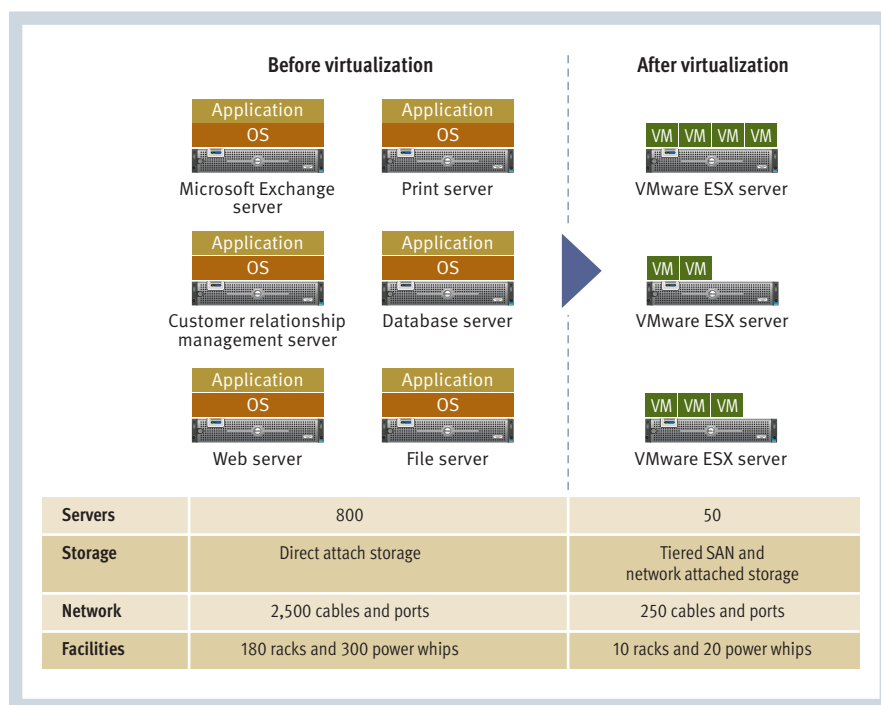 Before virtualization
After virtualization
Application
Application
OS
OS
VM VM VM VM
Microsoft Exchange
server
Print server
VMware ESX server
Application
Application
OS
OS
VM VM
Customer relationship
management server
Database server
VMware ESX server
Application
Application
OS
OS
VM VM VM
Web server
File server
VMware ESX server
Servers 800 50
Storage Direct attach storage Tiered SAN and
network attached storage
Network 2,500 cables and ports 250 cables and ports
Facilities 180 racks and 300 power whips 10 racks and 20 power whips